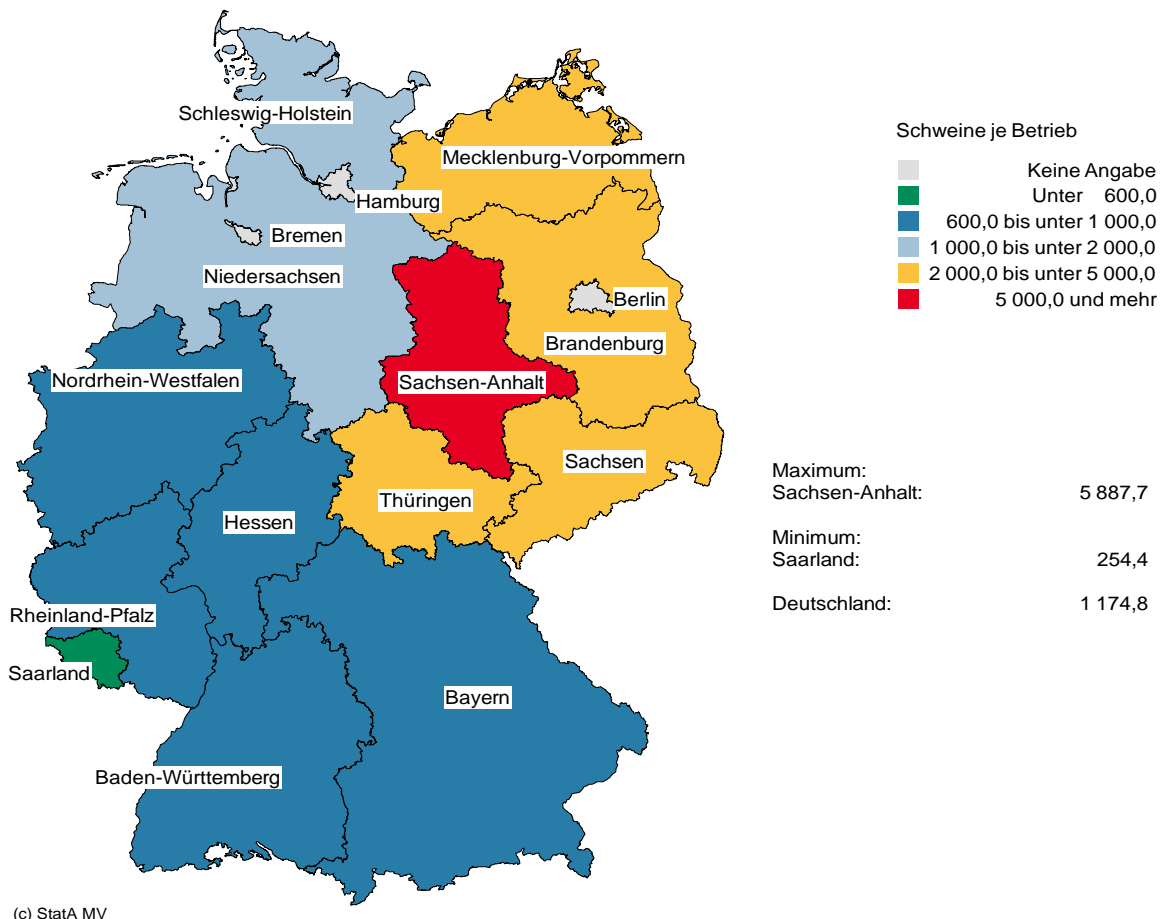 Schleswig-Holstein
Mecklenburg-Vorpommern
Hamburg
Bremen
Niedersachsen
Berlin
Brandenburg
Nordrhein-Westfalen
Sachsen-Anhalt
Sachsen
Thüringen
Hessen
Rheinland-Pfalz
Saarland
Bayern
Baden-Württemberg
Schweine je Betrieb
Keine Angabe
Unter 600,0
600,0 bis unter 1 000,0
1 000,0 bis unter 2 000,0
2 000,0 bis unter 5 000,0
5 000,0 und mehr
Maximum:
Sachsen-Anhalt: 5 887,7
Minimum:
Saarland: 254,4
Deutschland: 1 174,8
(c) StatA MV